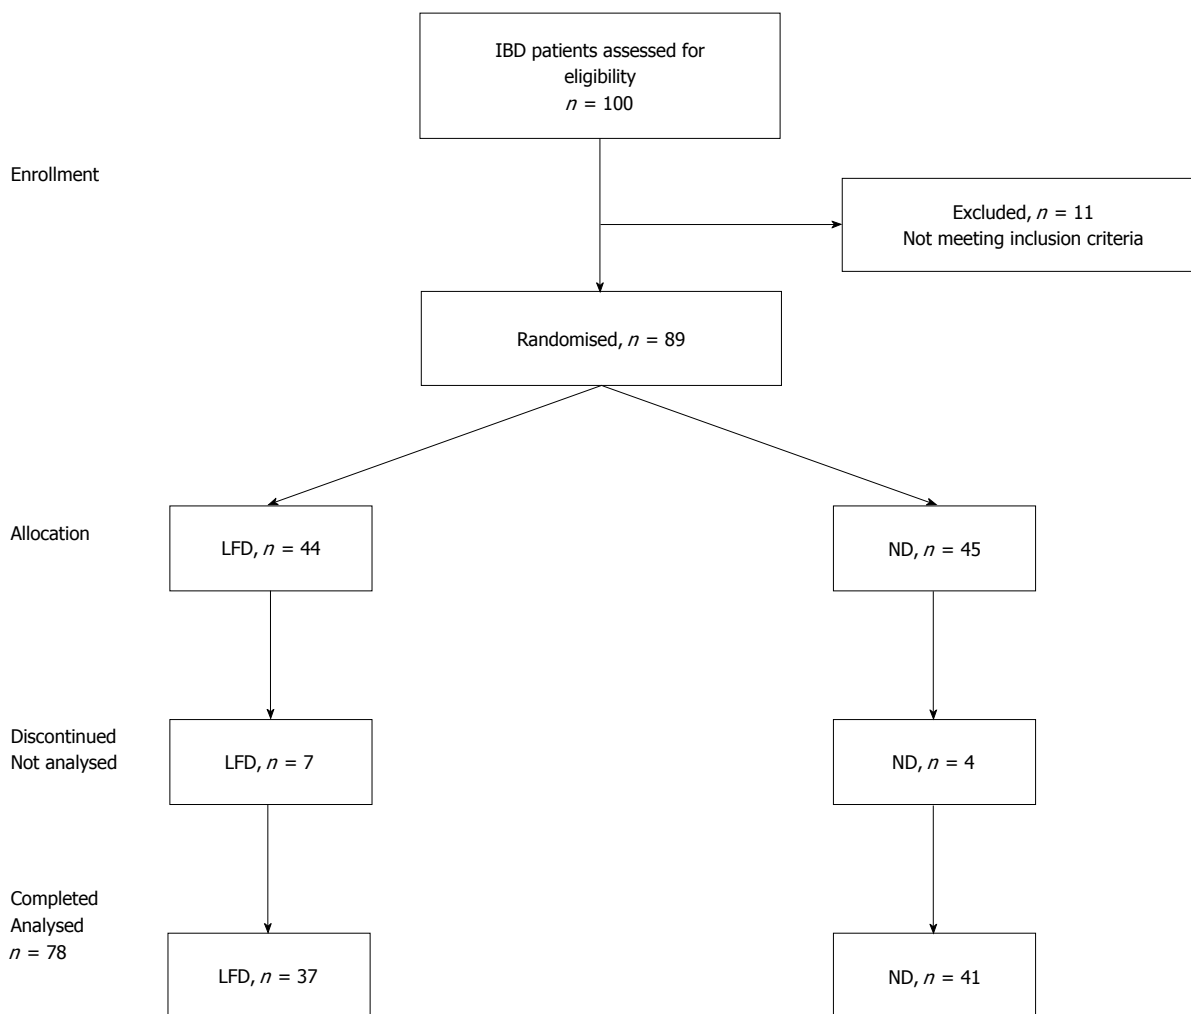 IBD patients assessed for
eligibility
n = 100
Enrollment
Excluded, n = 11
Not meeting inclusion criteria
Randomised, n = 89
Allocation
LFD, n = 44
ND, n = 45
Discontinued
Not analysed
LFD, n = 7
ND, n = 4
Completed
Analysed
n = 78
LFD, n = 37
ND, n = 41